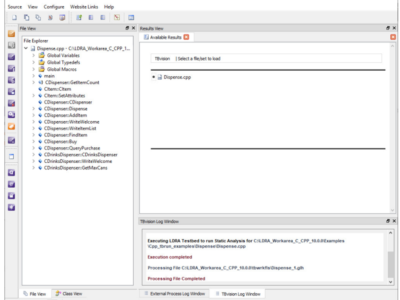 Source View Configure Website Links Help
File View
Results View
File Explorer
Dispense.cpp - C:\LDRA_Workarea_C_CPP_1...
Global Variables
Global Typedefs
Global Macros
main
CDispenser::GetItemCount
CItem::CItem
CItem::SetAttributes
CDispenser::CDispenser
CDispenser::Dispense
CDispenser::AddItem
CDispenser::WriteWelcome
CDispenser::WriteItemList
CDispenser::FindItem
CDispenser::Buy
CDispenser::QueryPurchase
CDrinksDispenser::CDrinksDispenser
CDrinksDispenser::WriteWelcome
CDrinksDispenser::GetMaxCans
File View Class View
Available Results
TBvision | Select a file/set to load
Dispense.cpp
TBvision Log Window
Executing LDRA Testbed to run Static Analysis for C:\LDRA_Workarea_C_CPP_10.0.0\Examples
\Cpp_tbrun_examples\Dispense\Dispense.cpp
Execution completed
Processing File C:\LDRA_Workarea_C_CPP_10.0.0\tbwrkfls\Dispense_1.glh
Processing File Completed
External Process Log Window TBvision Log Window